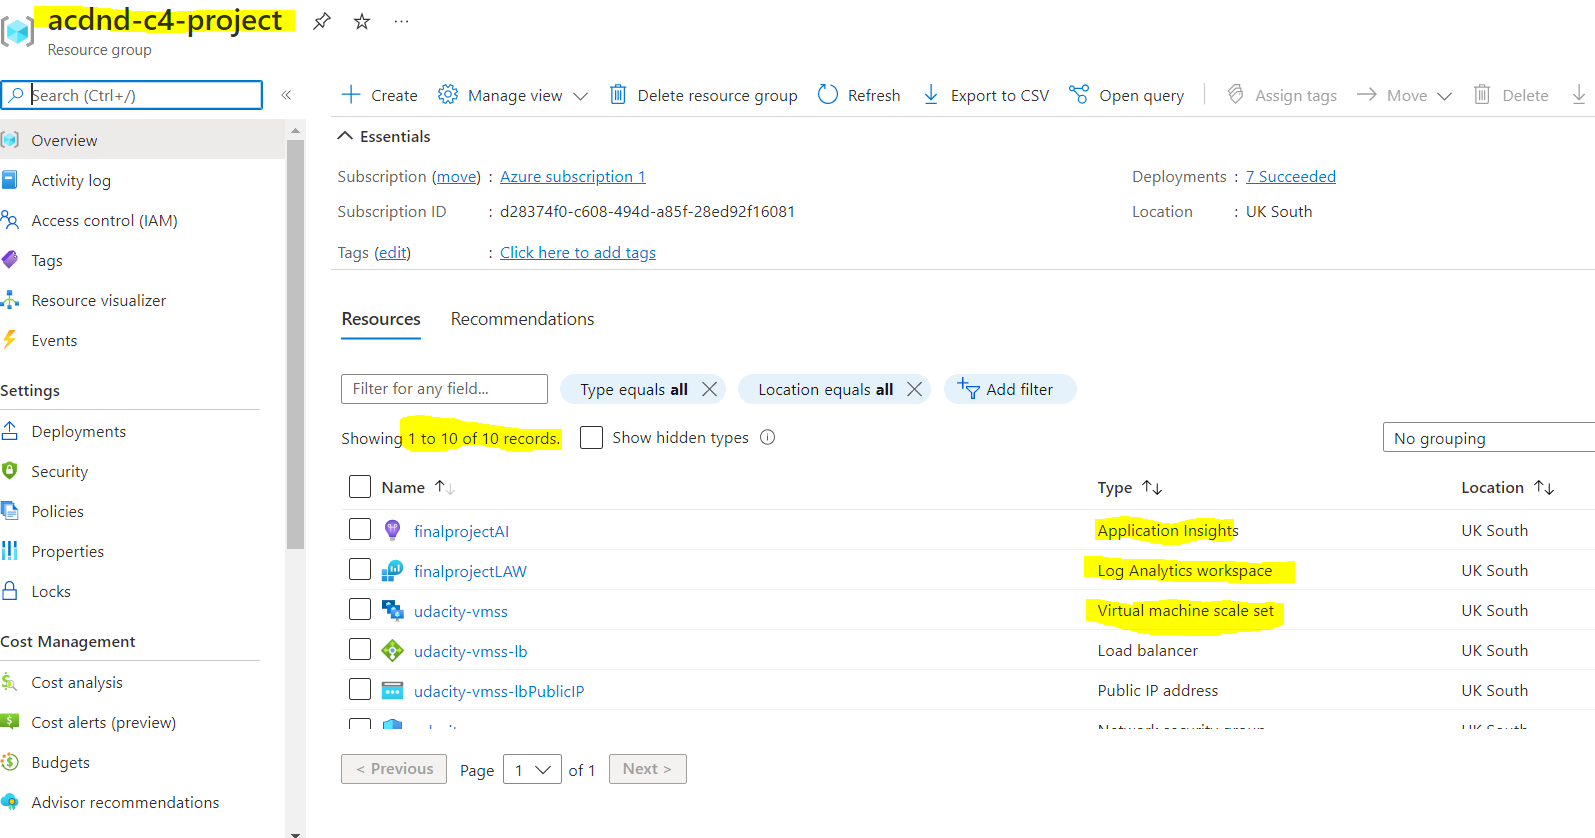 acdnd-c4-project
Resource group
Search (Ctrl+/)
Create Manage view Delete resource group Refresh Export to CSV Open query Assign tags Move Delete
Overview
Activity log
Access control (IAM)
Tags
Resource visualizer
Events
Settings
Deployments
Security
Policies
Properties
Locks
Cost Management
Cost analysis
Cost alerts (preview)
Budgets
Advisor recommendations
Essentials
Subscription (move) : Azure subscription 1
Deployments : 7 Succeeded
Subscription ID : d28374f0-c608-494d-a85f-28ed92f16081
Location : UK South
Tags (edit) : Click here to add tags
Resources Recommendations
Filter for any field... Type equals all Location equals all Add filter
Showing 1 to 10 of 10 records. Show hidden types No grouping
Name Type Location
finalprojectAI Application Insights UK South
finalprojectLAW Log Analytics workspace UK South
udacity-vmss Virtual machine scale set UK South
udacity-vmss-lb Load balancer UK South
udacity-vmss-lbPublicIP Public IP address UK South
Network security group UK South
< Previous Page 1 of 1 Next >